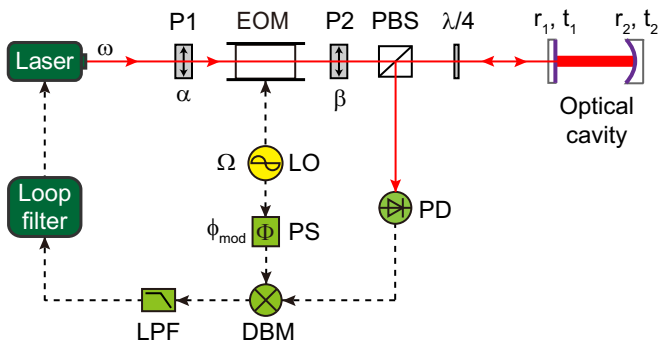 P1
EOM
P2
PBS
λ/4
r₁, t₁
r₂, t₂
Laser
ω
α
β
Optical
cavity
Ω
LO
Loop
filter
PD
ϕmod
Φ
PS
LPF
DBM